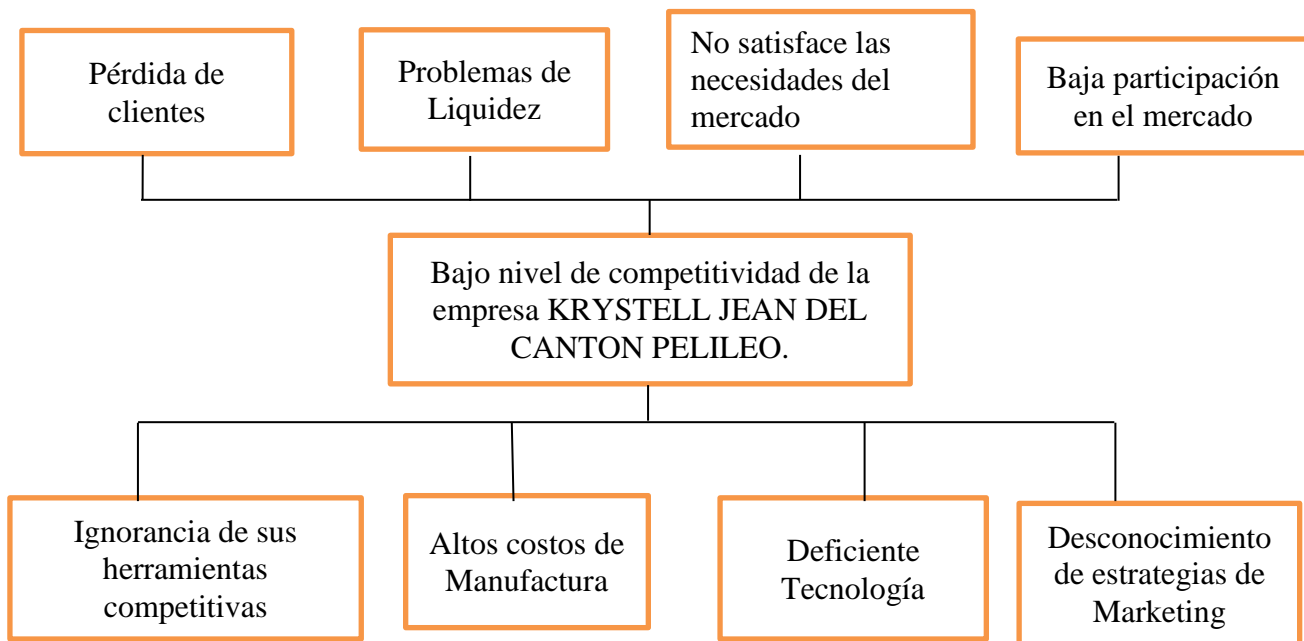 Pérdida de
clientes
Problemas de
Liquidez
No satisface las
necesidades del
mercado
Baja participación
en el mercado
Bajo nivel de competitividad de la
empresa KRYSTELL JEAN DEL
CANTON PELILEO.
Ignorancia de sus
herramientas
competitivas
Altos costos de
Manufactura
Deficiente
Tecnología
Desconocimiento
de estrategias de
Marketing